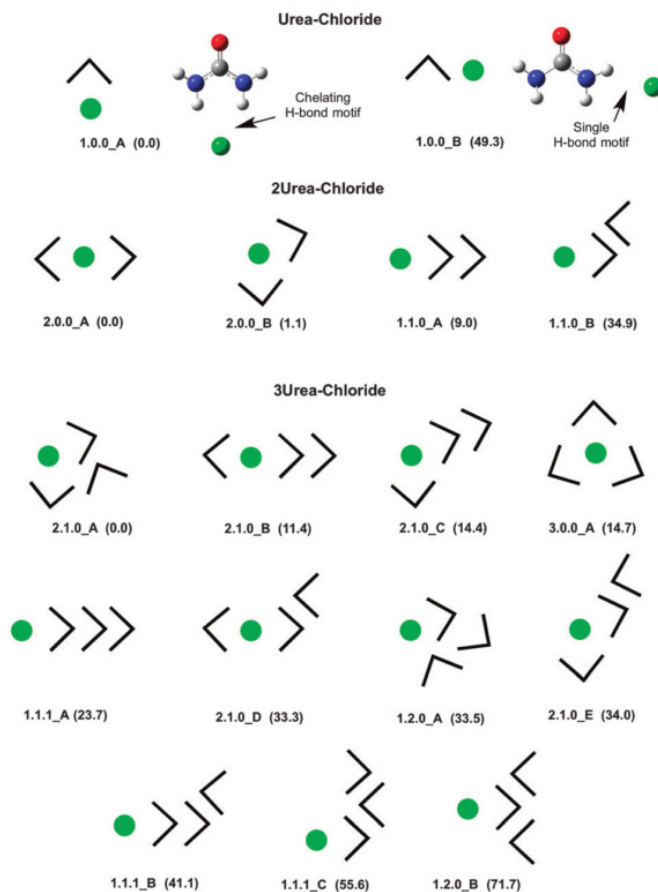 Urea-Chloride
Chelating
H-bond motif
1.0.0_A (0.0)
1.0.0_B (49.3)
Single
H-bond motif
2Urea-Chloride
2.0.0_A (0.0)
2.0.0_B (1.1)
1.1.0_A (9.0)
1.1.0_B (34.9)
3Urea-Chloride
2.1.0_A (0.0)
2.1.0_B (11.4)
2.1.0_C (14.4)
3.0.0_A (14.7)
1.1.1_A (23.7)
2.1.0_D (33.3)
1.2.0_A (33.5)
2.1.0_E (34.0)
1.1.1_B (41.1)
1.1.1_C (55.6)
1.2.0_B (71.7)